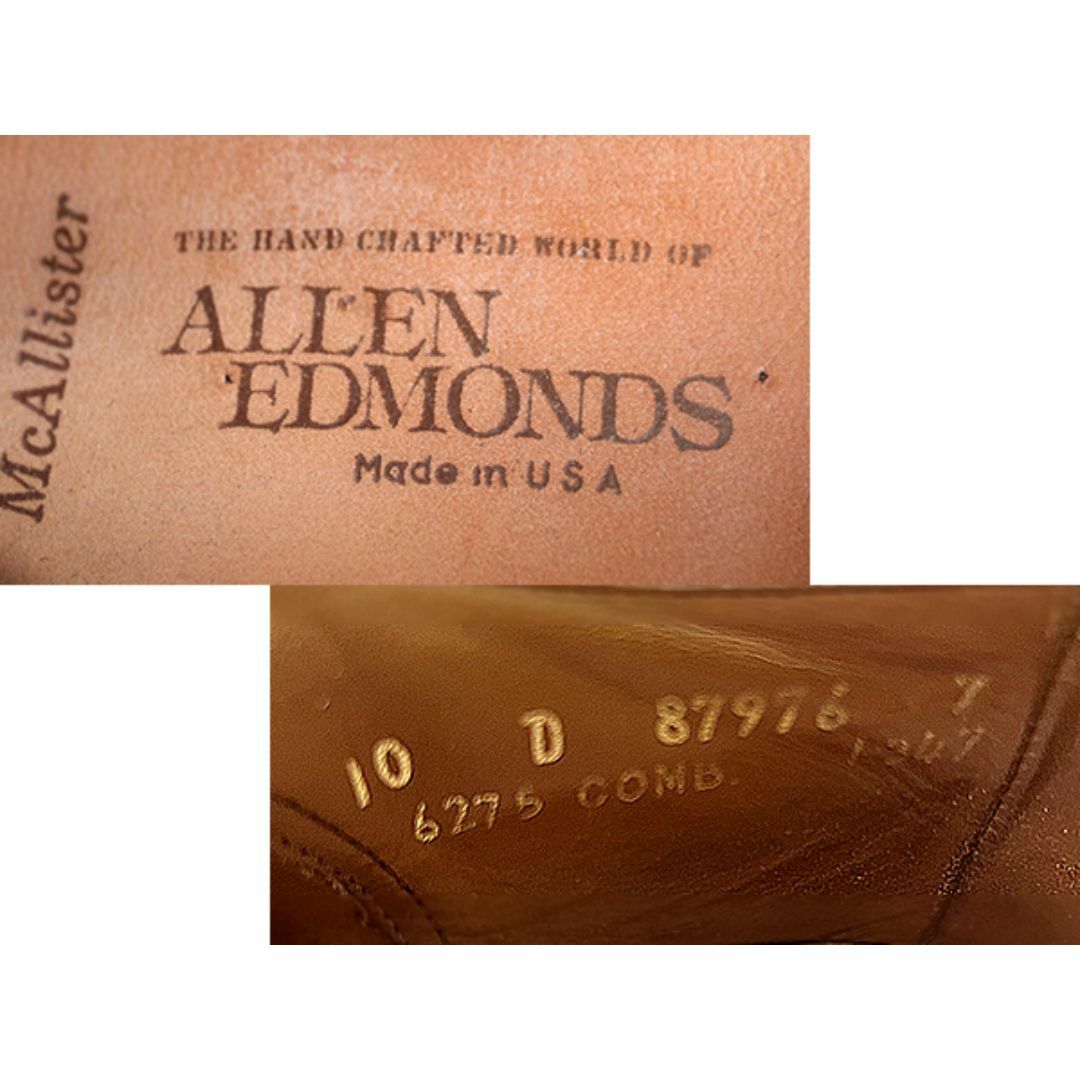 McAllister
THE HAND CRAFTED WORLD OF
ALLEN
EDMONDS
Made in USA
10 D 87976 7
6275 COMB.